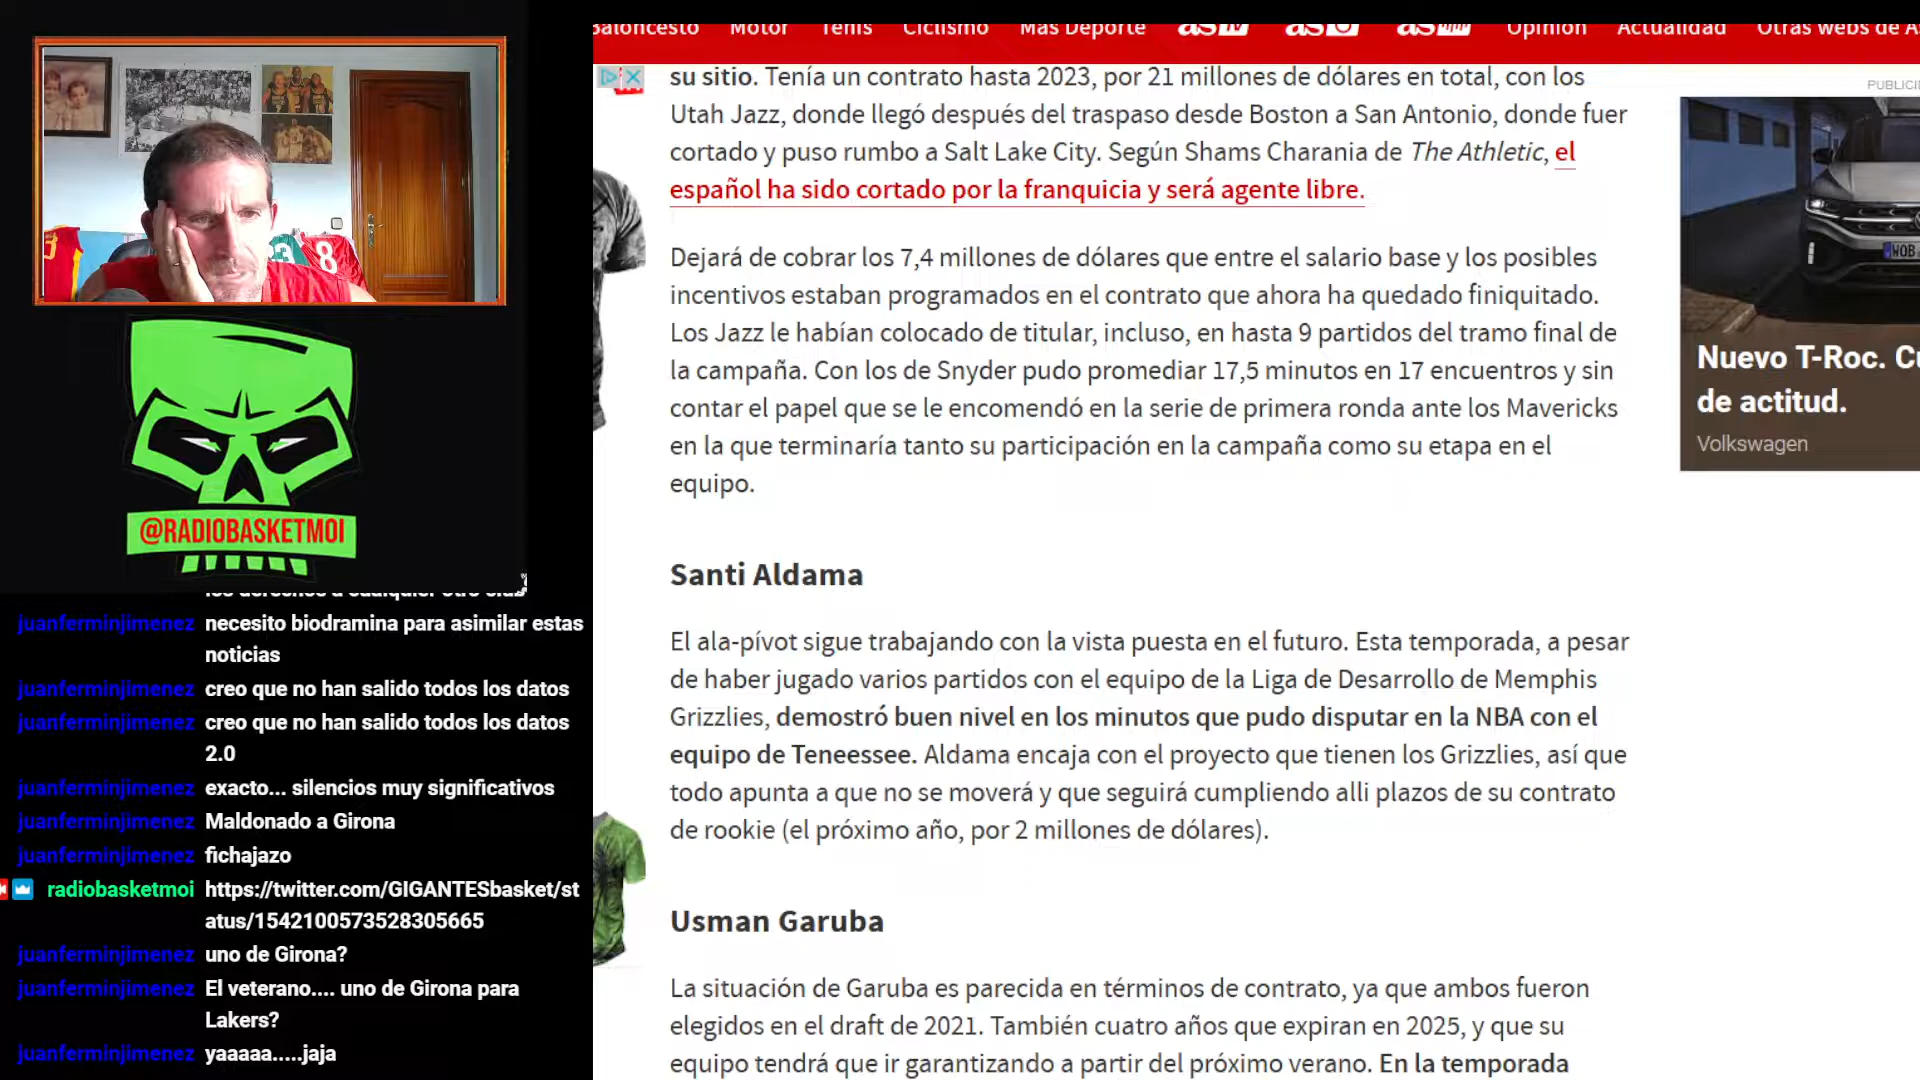 Baloncesto Motor Tenis Ciclismo Más Deporte Opinión Actualidad Otras webs de As
su sitio. Tenía un contrato hasta 2023, por 21 millones de dólares en total, con los
Utah Jazz, donde llegó después del traspaso desde Boston a San Antonio, donde fuer
cortado y puso rumbo a Salt Lake City. Según Shams Charania de The Athletic, el
español ha sido cortado por la franquicia y será agente libre.
Dejará de cobrar los 7,4 millones de dólares que entre el salario base y los posibles
incentivos estaban programados en el contrato que ahora ha quedado finiquitado.
Los Jazz le habían colocado de titular, incluso, en hasta 9 partidos del tramo final de
la campaña. Con los de Snyder pudo promediar 17,5 minutos en 17 encuentros y sin
contar el papel que se le encomendó en la serie de primera ronda ante los Mavericks
en la que terminaría tanto su participación en la campaña como su etapa en el
equipo.
Santi Aldama
El ala-pívot sigue trabajando con la vista puesta en el futuro. Esta temporada, a pesar
de haber jugado varios partidos con el equipo de la Liga de Desarrollo de Memphis
Grizzlies, demostró buen nivel en los minutos que pudo disputar en la NBA con el
equipo de Teneessee. Aldama encaja con el proyecto que tienen los Grizzlies, así que
todo apunta a que no se moverá y que seguirá cumpliendo alli plazos de su contrato
de rookie (el próximo año, por 2 millones de dólares).
Usman Garuba
La situación de Garuba es parecida en términos de contrato, ya que ambos fueron
elegidos en el draft de 2021. También cuatro años que expiran en 2025, y que su
equipo tendrá que ir garantizando a partir del próximo verano. En la temporada
PUBLICI
WOB
Nuevo T-Roc. Cu
de actitud.
Volkswagen
8
@RADIOBASKETMOI
los derechos a cualquier otro club
juanferminjimenez necesito biodramina para asimilar estas
noticias
juanferminjimenez creo que no han salido todos los datos
juanferminjimenez creo que no han salido todos los datos
2.0
juanferminjimenez exacto... silencios muy significativos
juanferminjimenez Maldonado a Girona
juanferminjimenez fichajazo
radiobasketmoi https://twitter.com/GIGANTESbasket/st
atus/1542100573528305665
juanferminjimenez uno de Girona?
juanferminjimenez El veterano.... uno de Girona para
Lakers?
juanferminjimenez yaaaaa.....jaja